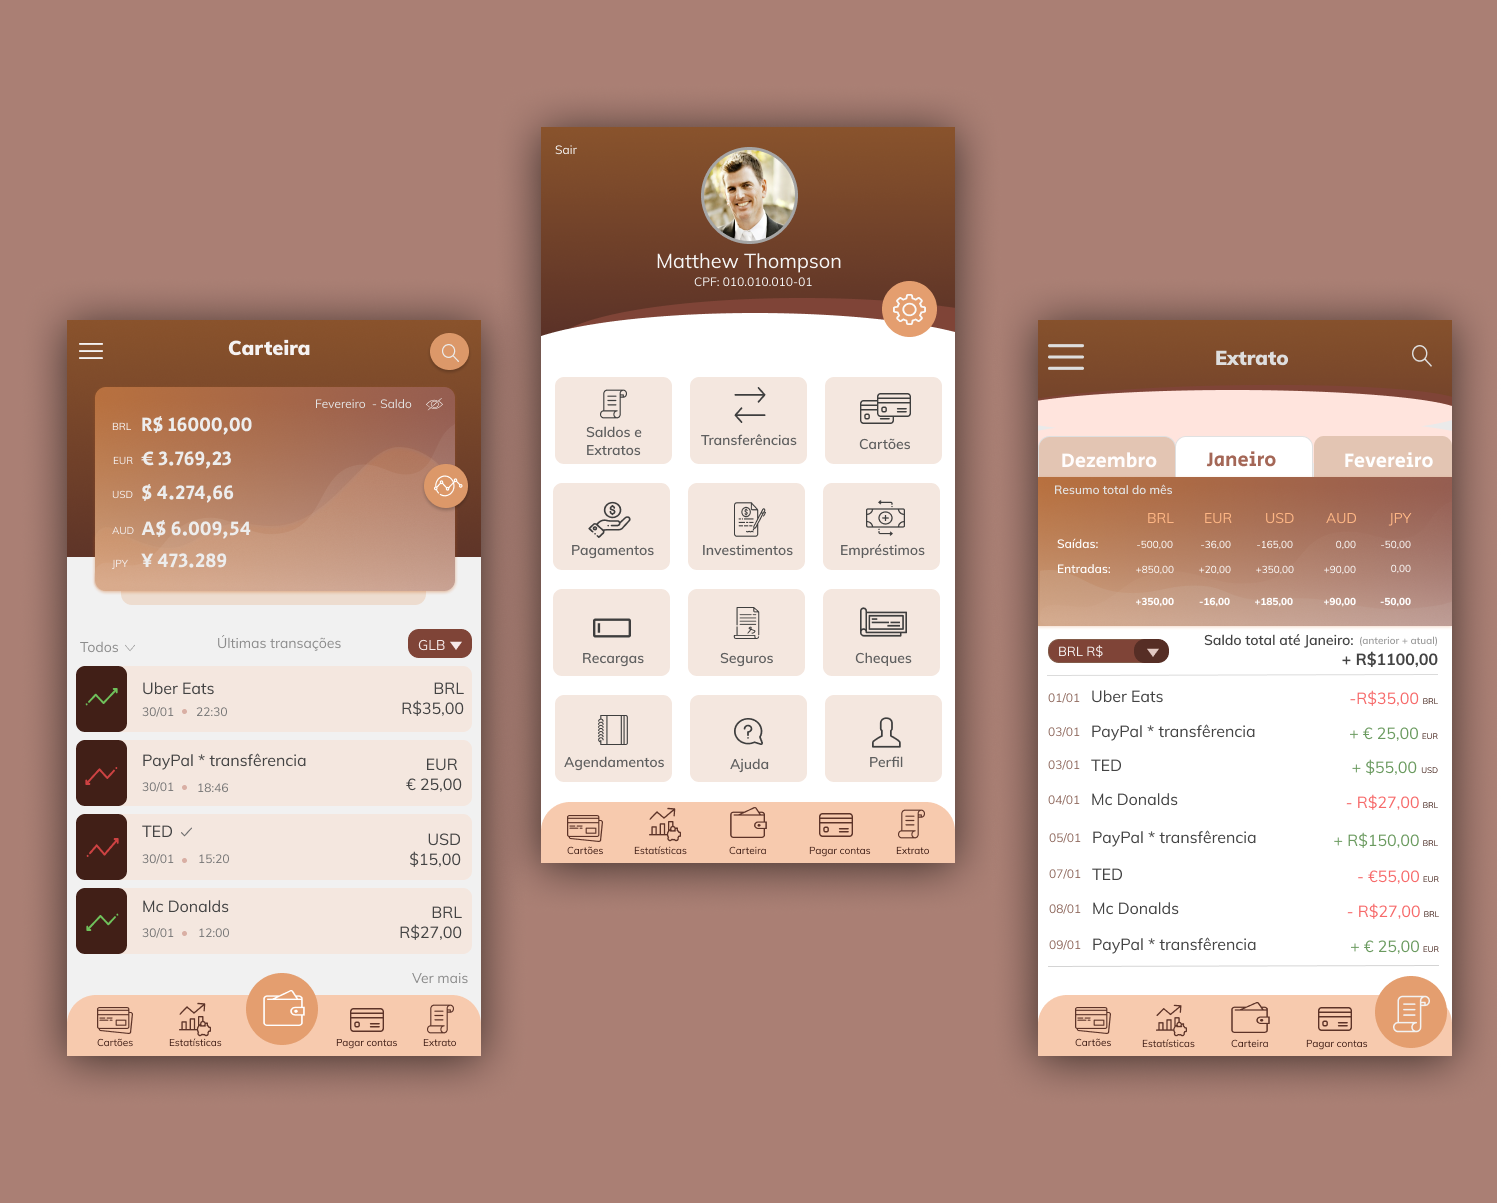 Carteira
Fevereiro - Saldo
BRL R$ 16000,00
EUR € 3.769,23
USD $ 4.274,66
AUD A$ 6.009,54
JPY ¥ 473.289
Todos Últimas transações GLB
Uber Eats BRL
30/01 • 22:30 R$35,00
PayPal * transfêrencia EUR
30/01 • 18:46 € 25,00
TED USD
30/01 • 15:20 $15,00
Mc Donalds BRL
30/01 • 12:00 R$27,00
Ver mais
Cartões Estatísticas Pagar contas Extrato
Sair
Matthew Thompson
CPF: 010.010.010-01
Saldos e
Extratos
Transferências
Cartões
Pagamentos
Investimentos
Empréstimos
Recargas
Seguros
Cheques
Agendamentos
Ajuda
Perfil
Cartões Estatísticas Carteira Pagar contas Extrato
Extrato
Dezembro Janeiro Fevereiro
Resumo total do mês
BRL EUR USD AUD JPY
Saídas: -500,00 -36,00 -165,00 0,00 -50,00
Entradas: +850,00 +20,00 +350,00 +90,00 0,00
+350,00 -16,00 +185,00 +90,00 -50,00
BRL R$
Saldo total até Janeiro: (anterior + atual)
+ R$1100,00
01/01 Uber Eats -R$35,00 BRL
03/01 PayPal * transfêrencia + € 25,00 EUR
03/01 TED + $55,00 USD
04/01 Mc Donalds - R$27,00 BRL
05/01 PayPal * transfêrencia + R$150,00 BRL
07/01 TED - €55,00 EUR
08/01 Mc Donalds - R$27,00 BRL
09/01 PayPal * transfêrencia + € 25,00 EUR
Cartões Estatísticas Carteira Pagar contas